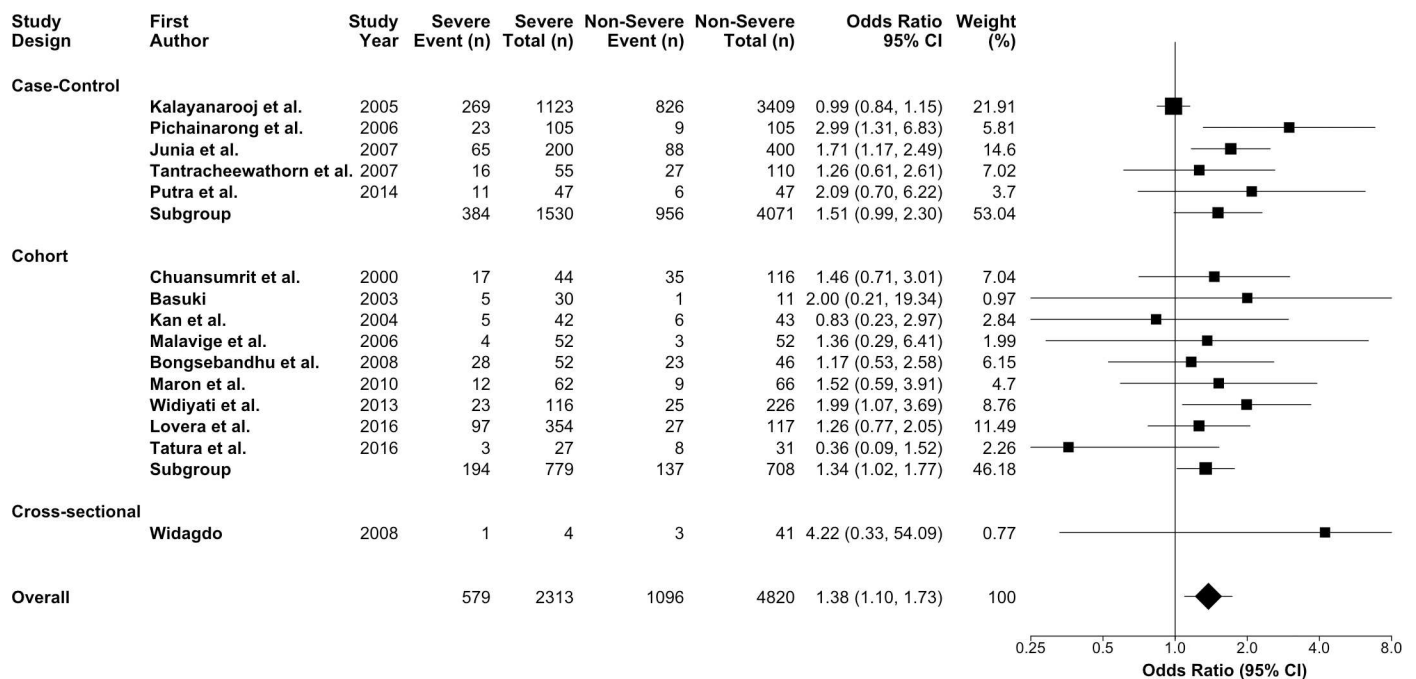 Study First Study Severe Severe Non-Severe Non-Severe Odds Ratio Weight
Design Author Year Event (n) Total (n) Event (n) Total (n) 95% CI (%)
Case-Control
Kalayanarooj et al. 2005 269 1123 826 3409 0.99 (0.84, 1.15) 21.91
Pichainarong et al. 2006 23 105 9 105 2.99 (1.31, 6.83) 5.81
Junia et al. 2007 65 200 88 400 1.71 (1.17, 2.49) 14.6
Tantracheewathorn et al. 2007 16 55 27 110 1.26 (0.61, 2.61) 7.02
Putra et al. 2014 11 47 6 47 2.09 (0.70, 6.22) 3.7
Subgroup 384 1530 956 4071 1.51 (0.99, 2.30) 53.04
Cohort
Chuansumrit et al. 2000 17 44 35 116 1.46 (0.71, 3.01) 7.04
Basuki 2003 5 30 1 11 2.00 (0.21, 19.34) 0.97
Kan et al. 2004 5 42 6 43 0.83 (0.23, 2.97) 2.84
Malavige et al. 2006 4 52 3 52 1.36 (0.29, 6.41) 1.99
Bongsebandhu et al. 2008 28 52 23 46 1.17 (0.53, 2.58) 6.15
Maron et al. 2010 12 62 9 66 1.52 (0.59, 3.91) 4.7
Widiyati et al. 2013 23 116 25 226 1.99 (1.07, 3.69) 8.76
Lovera et al. 2016 97 354 27 117 1.26 (0.77, 2.05) 11.49
Tatura et al. 2016 3 27 8 31 0.36 (0.09, 1.52) 2.26
Subgroup 194 779 137 708 1.34 (1.02, 1.77) 46.18
Cross-sectional
Widagdo 2008 1 4 3 41 4.22 (0.33, 54.09) 0.77
Overall 579 2313 1096 4820 1.38 (1.10, 1.73) 100
0.25 0.5 1.0 2.0 4.0 8.0
Odds Ratio (95% CI)